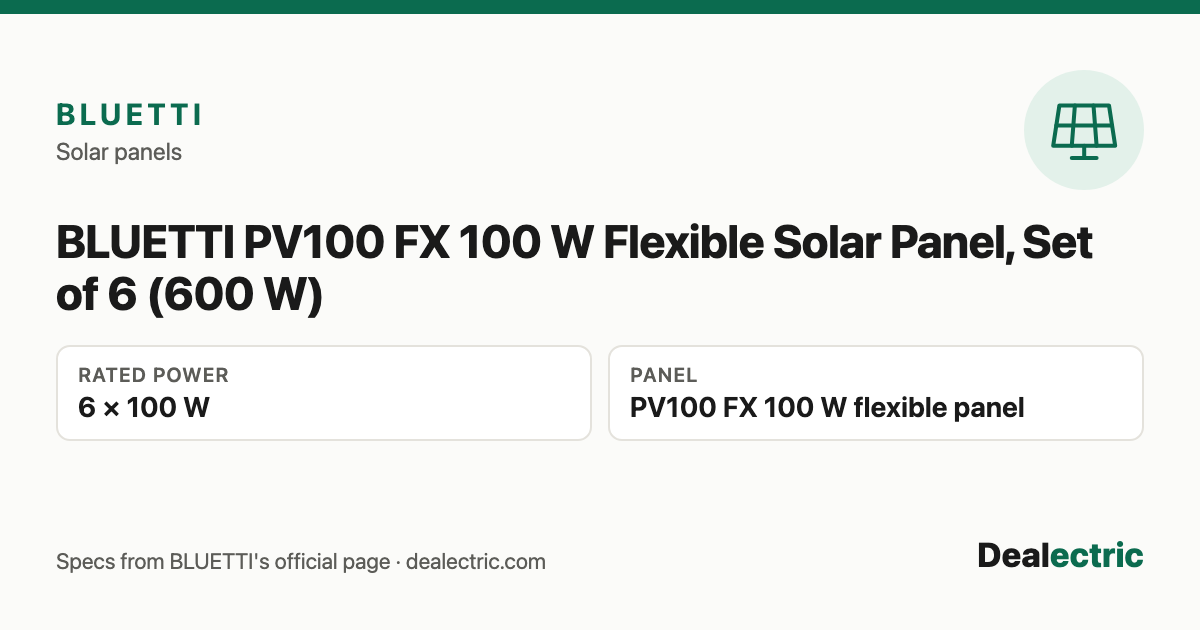 BLUETTI
Solar panels
BLUETTI PV100 FX 100 W Flexible Solar Panel, Set
of 6 (600 W)
RATED POWER
6 × 100 W
PANEL
PV100 FX 100 W flexible panel
Specs from BLUETTI's official page · dealectric.com
Dealectric